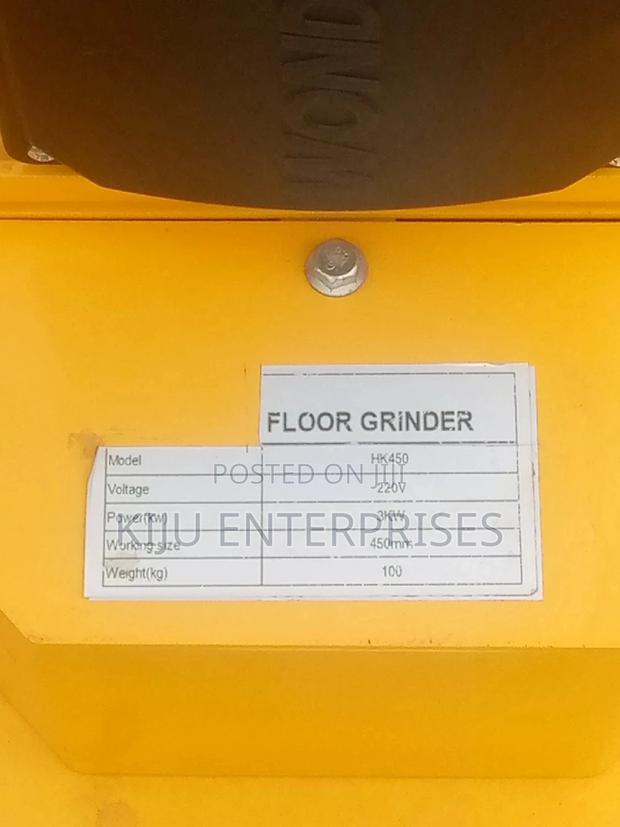 WOND
FLOOR GRINDER
Model HK450
POSTED ON JIJI
Voltage 220V
Power(kw) 3KW
KIJU ENTERPRISES
Working size 450mm
Weight(kg) 100